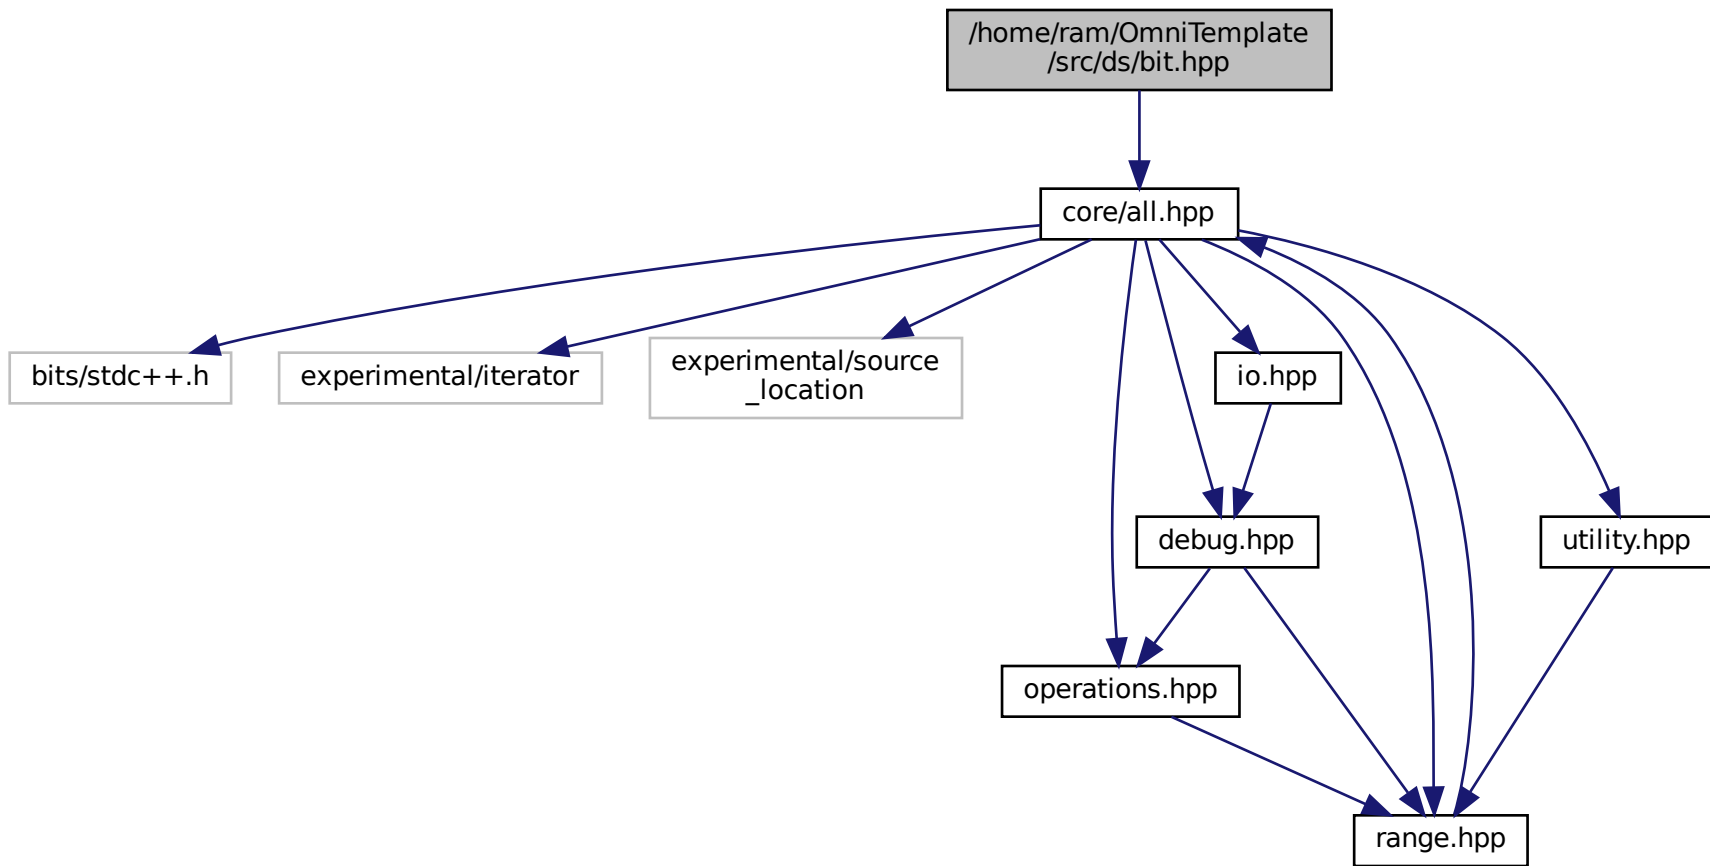 /home/ram/OmniTemplate
/src/ds/bit.hpp
core/all.hpp
bits/stdc++.h
experimental/iterator
experimental/source
_location
io.hpp
debug.hpp
utility.hpp
operations.hpp
range.hpp